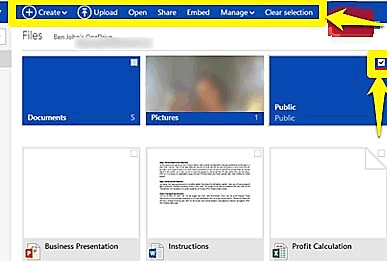 Create Upload Open Share Embed Manage Clear selection
Files Ben John's OneDrive
Documents 5
Pictures 1
Public
Public
Business Presentation
Instructions
Profit Calculation